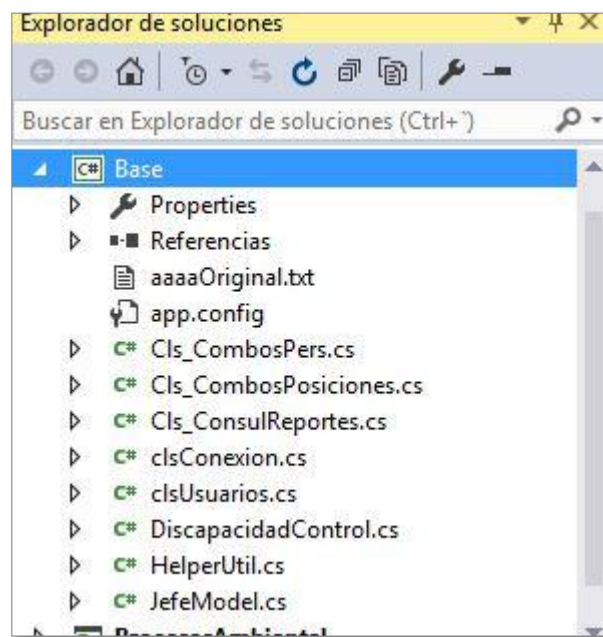 Explorador de soluciones
Buscar en Explorador de soluciones (Ctrl+`)
C# Base
Properties
Referencias
aaaaOriginal.txt
app.config
C# Cls_CombosPers.cs
C# Cls_CombosPosiciones.cs
C# Cls_ConsulReportes.cs
C# clsConexion.cs
C# clsUsuarios.cs
C# DiscapacidadControl.cs
C# HelperUtil.cs
C# JefeModel.cs